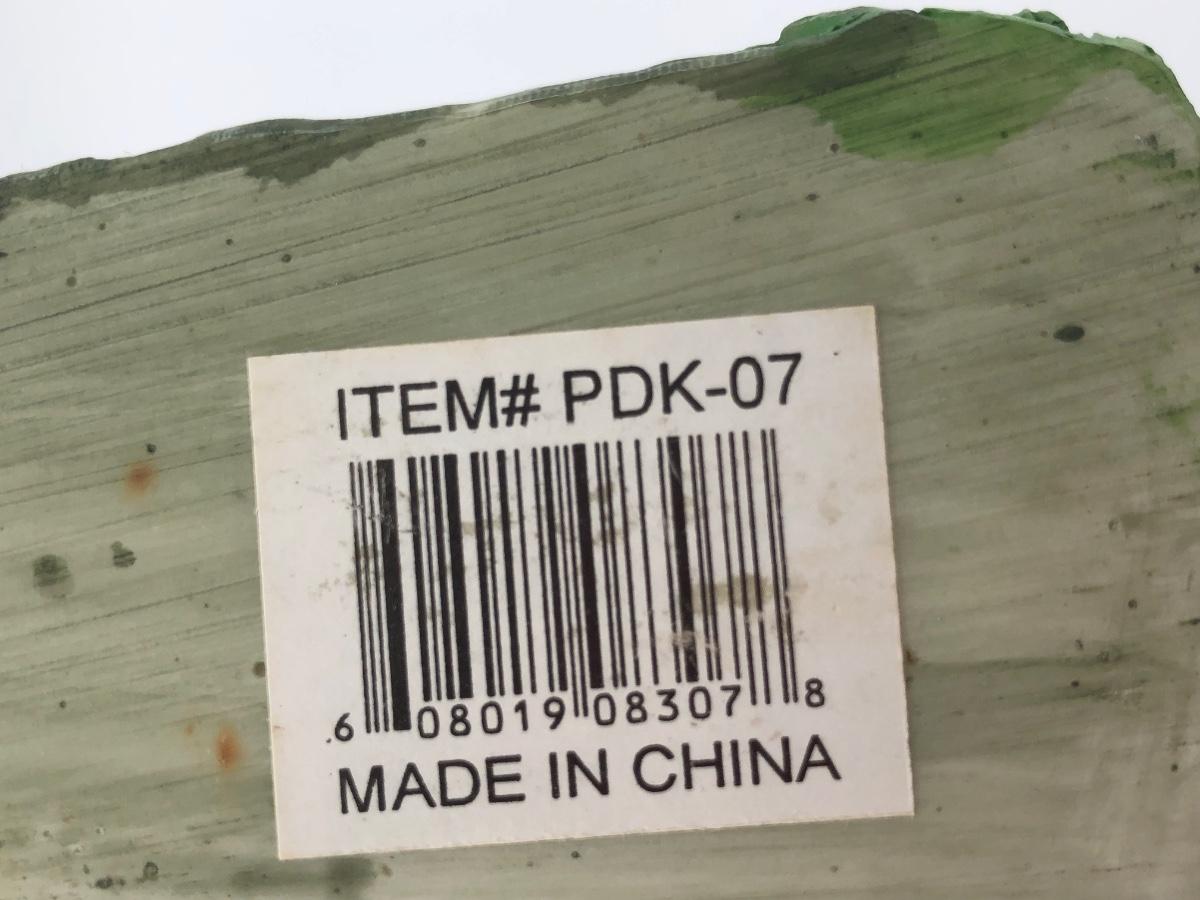 ITEM# PDK-07
6 08019 08307 8
MADE IN CHINA